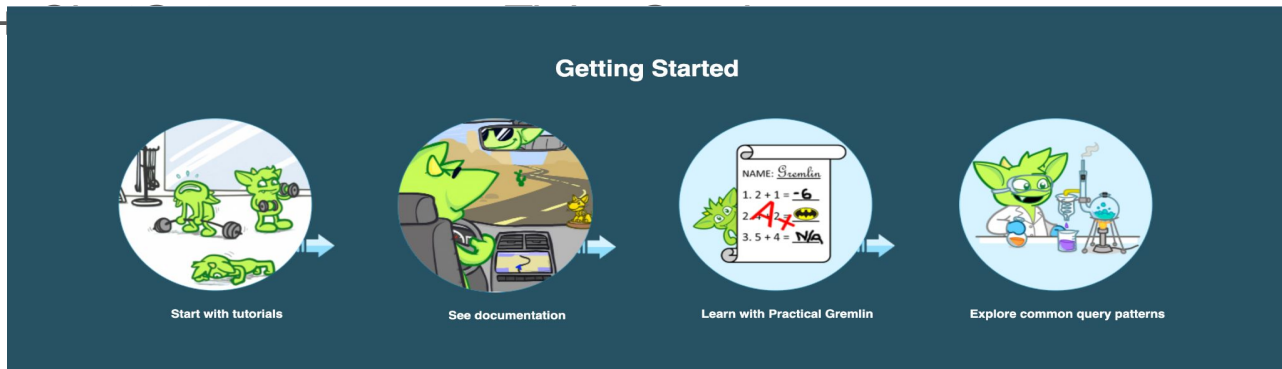 Getting Started
NAME: Gremlin
1. 2 + 1 = -6
A+
3. 5 + 4 = N/A
Start with tutorials
See documentation
Learn with Practical Gremlin
Explore common query patterns